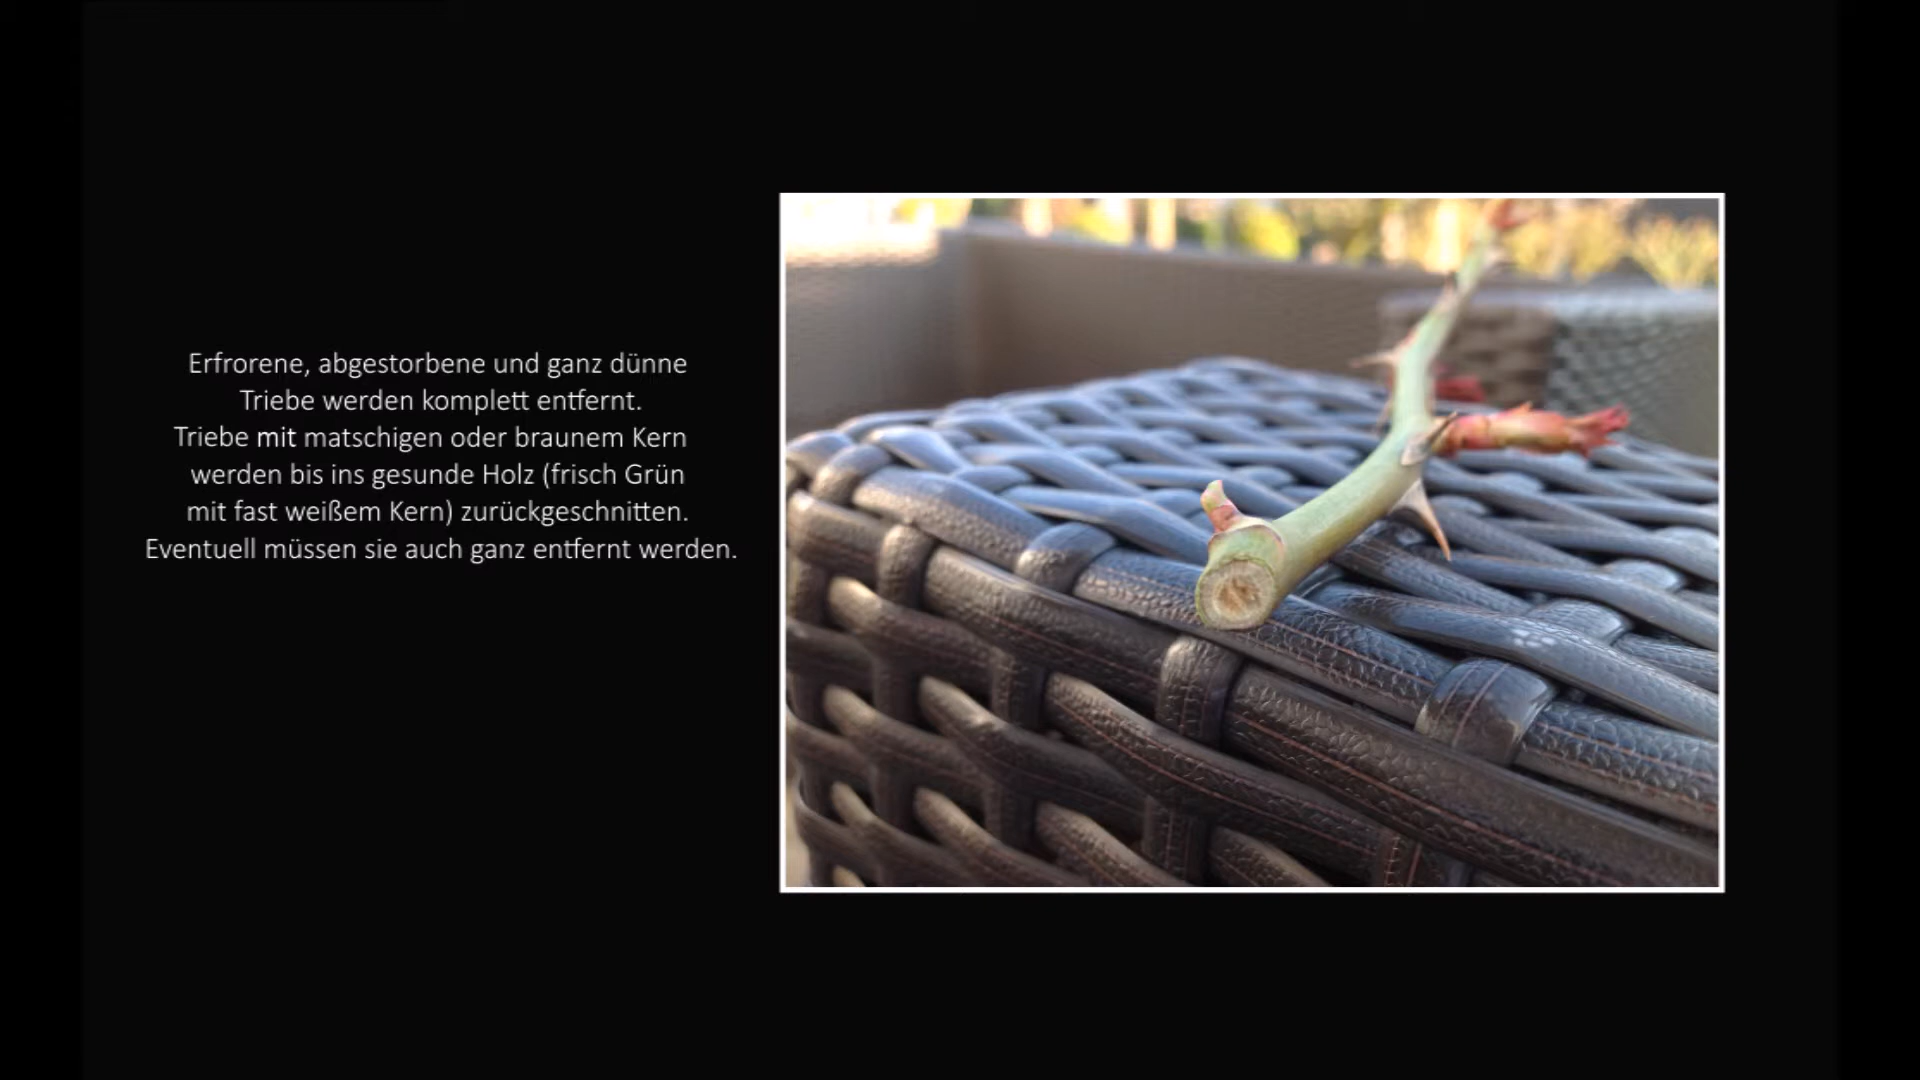 Erfrorene, abgestorbene und ganz dünne
Triebe werden komplett entfernt.
Triebe mit matschigen oder braunem Kern
werden bis ins gesunde Holz (frisch Grün
mit fast weißem Kern) zurückgeschnitten.
Eventuell müssen sie auch ganz entfernt werden.